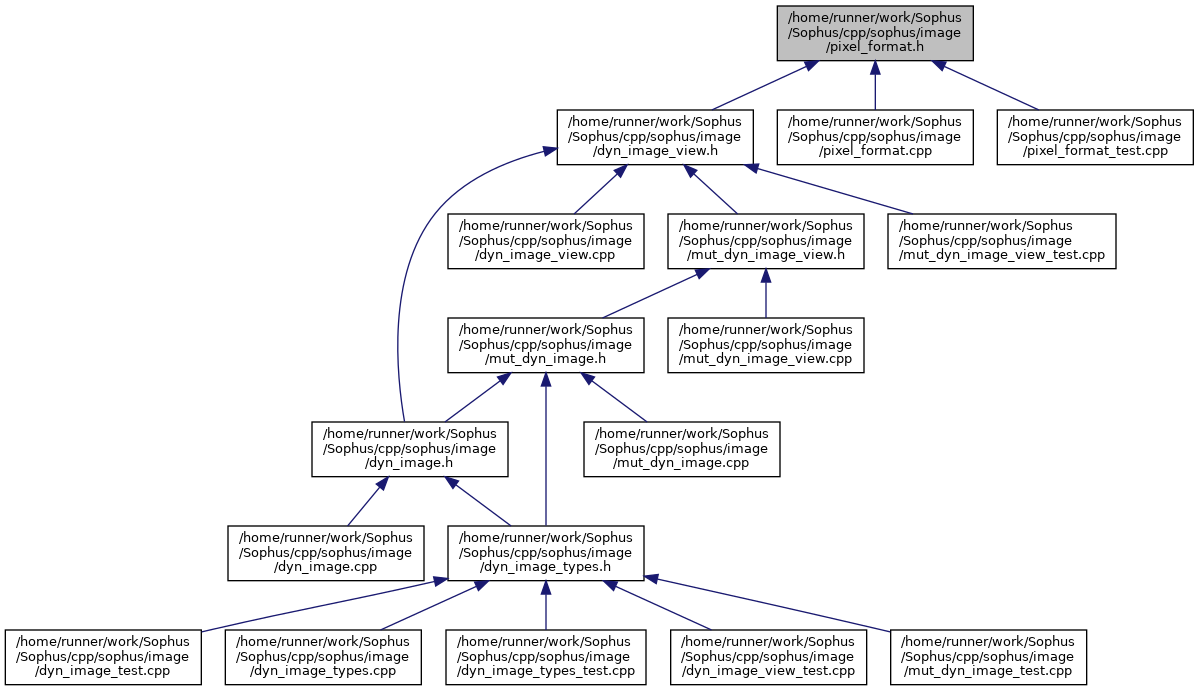 /home/runner/work/Sophus
/Sophus/cpp/sophus/image
/pixel_format.h
/home/runner/work/Sophus
/Sophus/cpp/sophus/image
/dyn_image_view.h
/home/runner/work/Sophus
/Sophus/cpp/sophus/image
/pixel_format.cpp
/home/runner/work/Sophus
/Sophus/cpp/sophus/image
/pixel_format_test.cpp
/home/runner/work/Sophus
/Sophus/cpp/sophus/image
/dyn_image_view.cpp
/home/runner/work/Sophus
/Sophus/cpp/sophus/image
/mut_dyn_image_view.h
/home/runner/work/Sophus
/Sophus/cpp/sophus/image
/mut_dyn_image_view_test.cpp
/home/runner/work/Sophus
/Sophus/cpp/sophus/image
/mut_dyn_image.h
/home/runner/work/Sophus
/Sophus/cpp/sophus/image
/mut_dyn_image_view.cpp
/home/runner/work/Sophus
/Sophus/cpp/sophus/image
/dyn_image.h
/home/runner/work/Sophus
/Sophus/cpp/sophus/image
/mut_dyn_image.cpp
/home/runner/work/Sophus
/Sophus/cpp/sophus/image
/dyn_image.cpp
/home/runner/work/Sophus
/Sophus/cpp/sophus/image
/dyn_image_types.h
/home/runner/work/Sophus
/Sophus/cpp/sophus/image
/dyn_image_test.cpp
/home/runner/work/Sophus
/Sophus/cpp/sophus/image
/dyn_image_types.cpp
/home/runner/work/Sophus
/Sophus/cpp/sophus/image
/dyn_image_types_test.cpp
/home/runner/work/Sophus
/Sophus/cpp/sophus/image
/dyn_image_view_test.cpp
/home/runner/work/Sophus
/Sophus/cpp/sophus/image
/mut_dyn_image_test.cpp